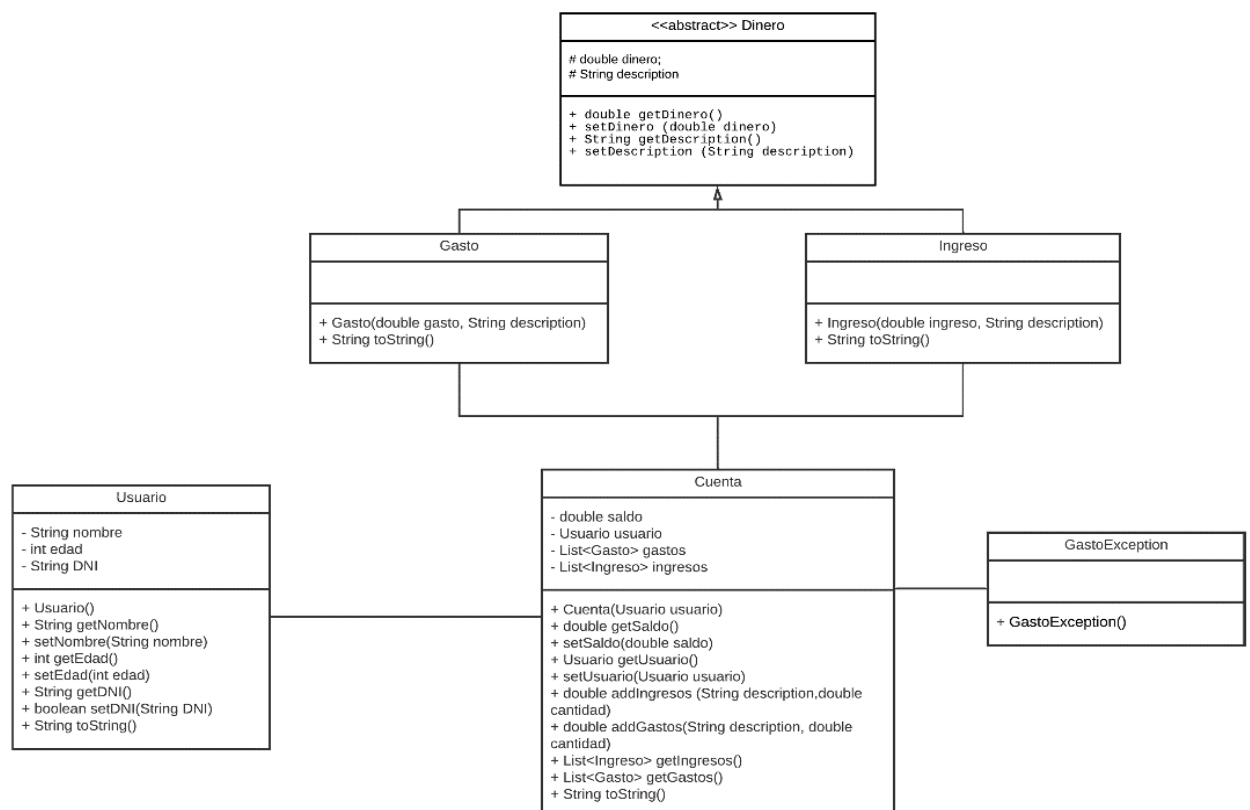 <<abstract>> Dinero
# double dinero;
# String description
+ double getDinero()
+ setDinero (double dinero)
+ String getDescription()
+ setDescription (String description)
Gasto
+ Gasto(double gasto, String description)
+ String toString()
Ingreso
+ Ingreso(double ingreso, String description)
+ String toString()
Usuario
- String nombre
- int edad
- String DNI
+ Usuario()
+ String getNombre()
+ setNombre(String nombre)
+ int getEdad()
+ setEdad(int edad)
+ String getDNI()
+ boolean setDNI(String DNI)
+ String toString()
Cuenta
- double saldo
- Usuario usuario
- List<Gasto> gastos
- List<Ingreso> ingresos
+ Cuenta(Usuario usuario)
+ double getSaldo()
+ setSaldo(double saldo)
+ Usuario getUsuario()
+ setUsuario(Usuario usuario)
+ double addIngresos (String description,double
cantidad)
+ double addGastos(String description, double
cantidad)
+ List<Ingreso> getIngresos()
+ List<Gasto> getGastos()
+ String toString()
GastoException
+ GastoException()